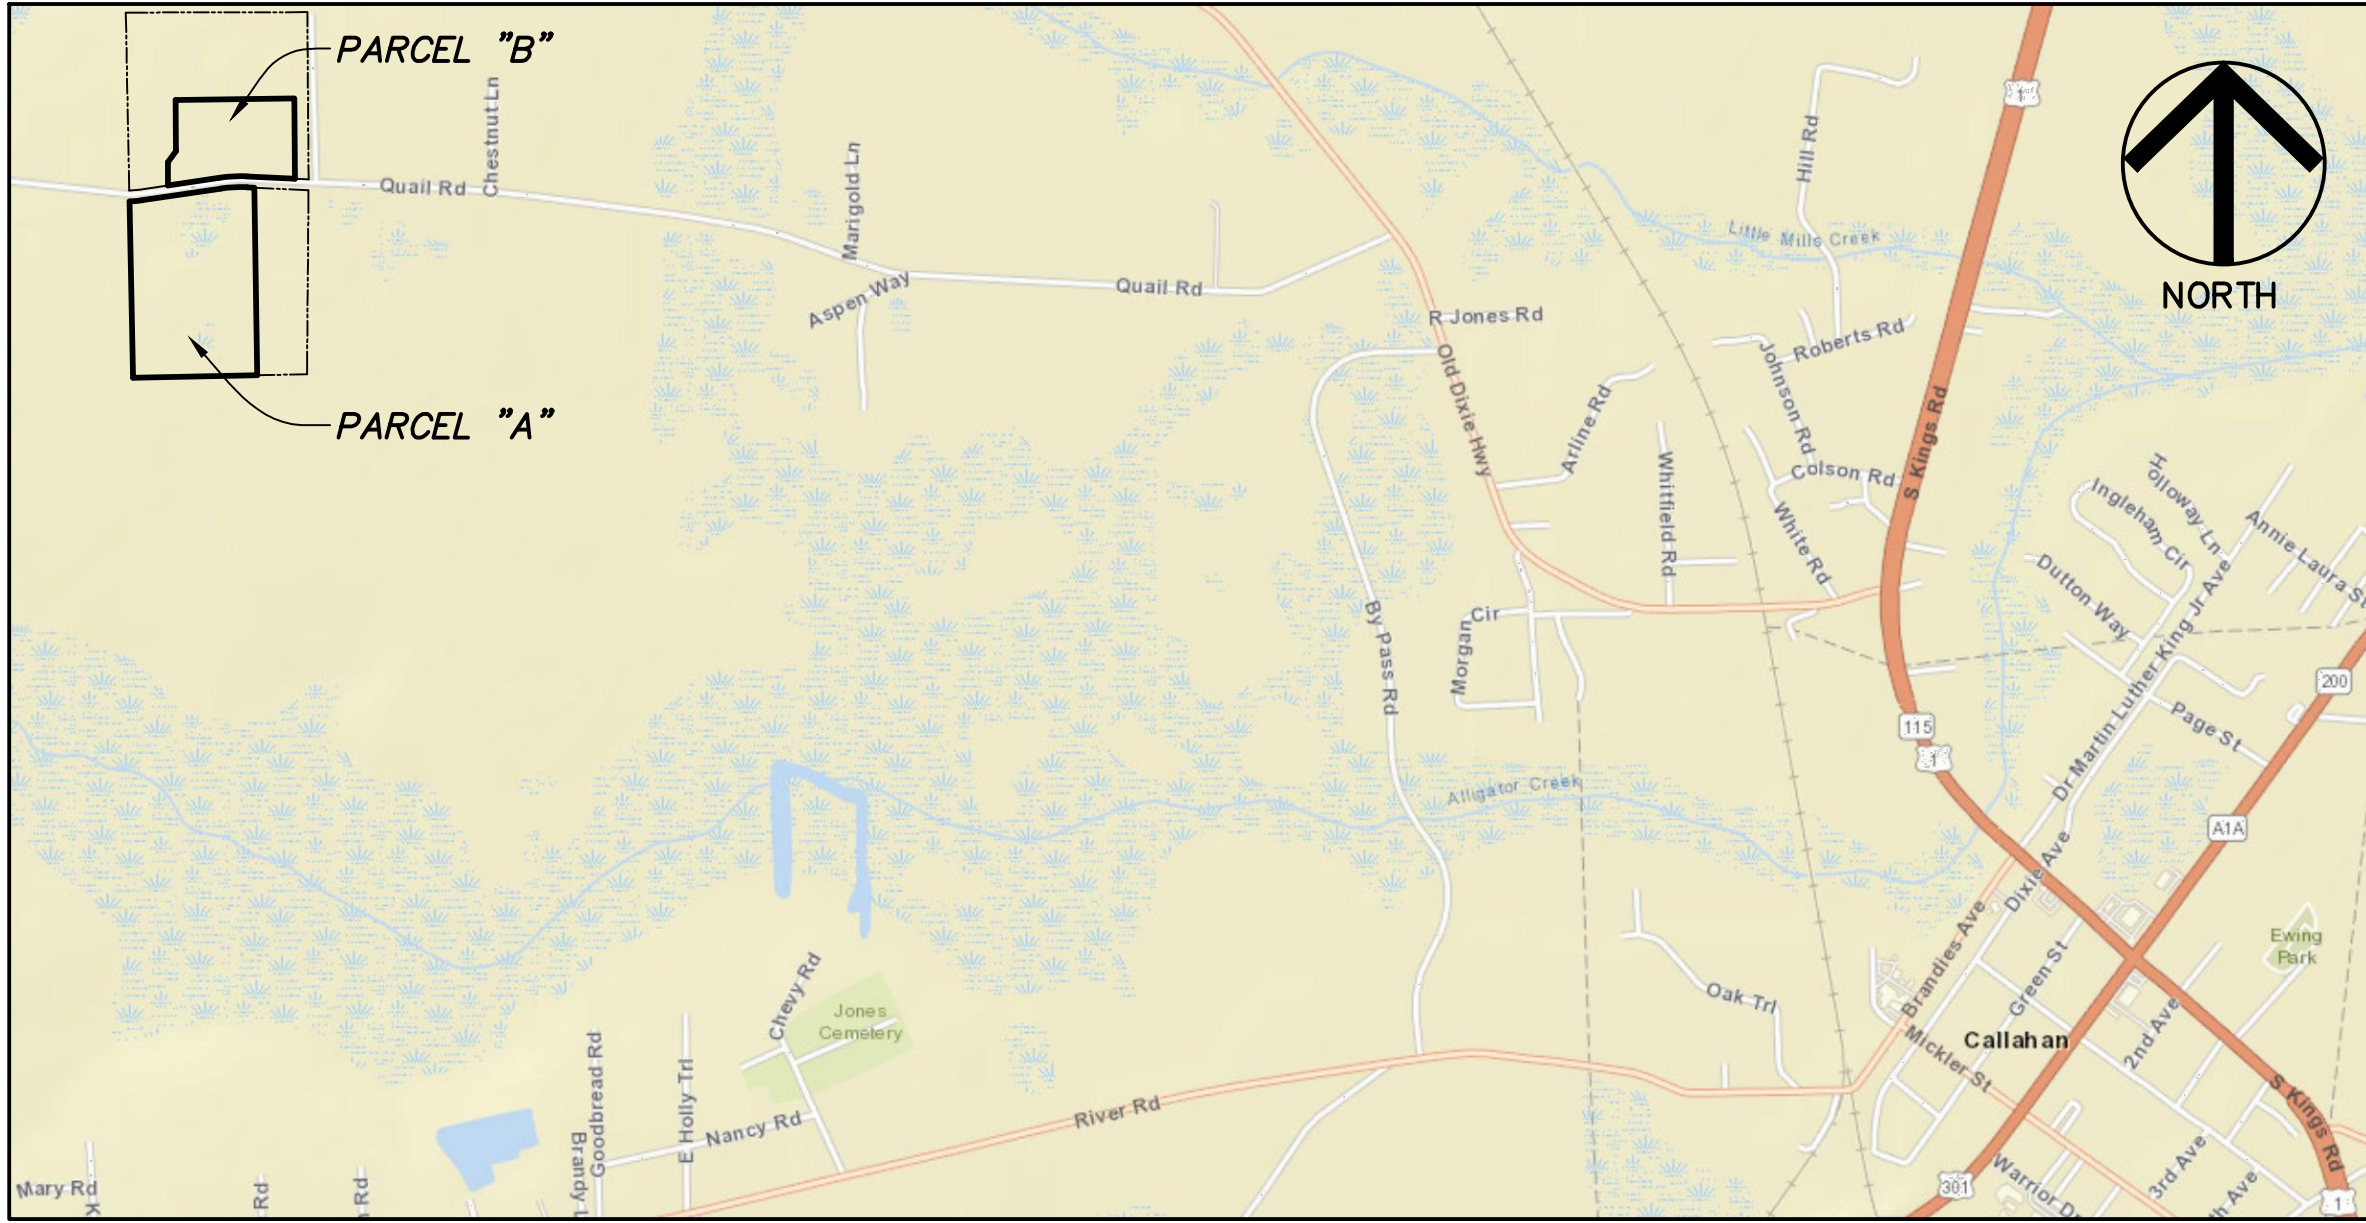 PARCEL "B"
Chestnut Ln
Quail Rd
Marigold Ln
Aspen Way
Quail Rd
PARCEL "A"
Hill Rd
1
Little Mills Creek
NORTH
R Jones Rd
Old Dixie Hwy
Roberts Rd
Johnson Rd
Arline Rd
Whitfield Rd
Colson Rd
White Rd
S Kings Rd
Holloway Ln
Ingleham Cir
Annie Laura St
Dutton Way
Dr Martin Luther King Jr Ave
By Pass Rd
Morgan Cir
200
Page St
115
1
A1A
Alligator Creek
Dixie Ave
Brandies Ave
Green St
Ewing
Park
Oak Trl
Callahan
Mickler St
2nd Ave
S Kings Rd
Chevy Rd
Jones
Cemetery
Goodbread Rd
E Holly Trl
Nancy Rd
River Rd
Brandy L
Mary Rd
K
Rd
Rd
301
Warrior Dr
3rd Ave
th Ave
1